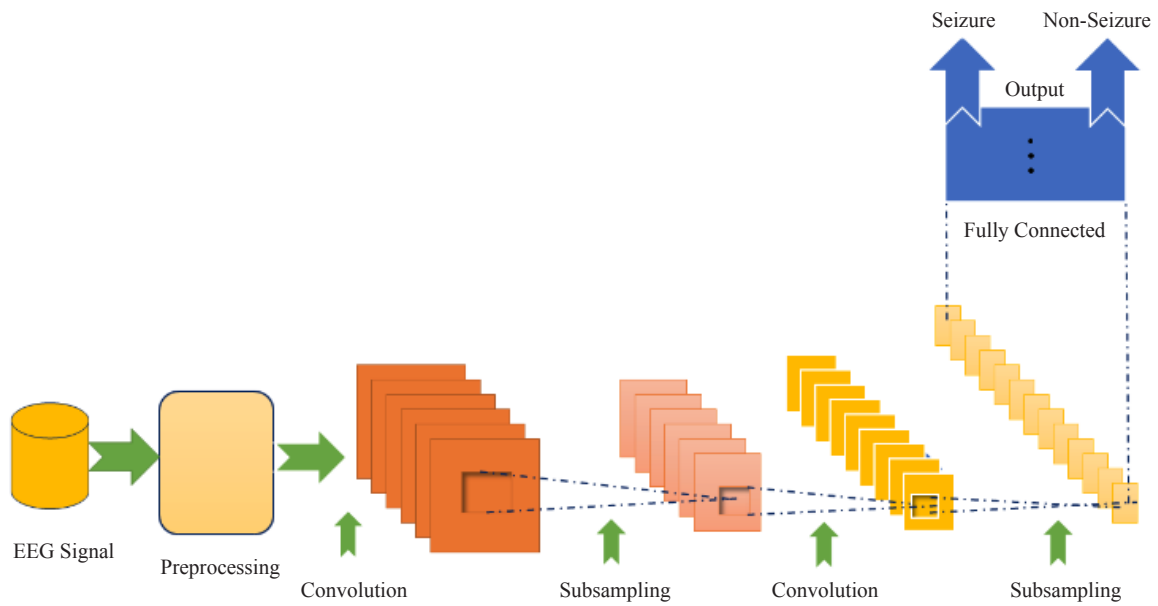 Seizure
Non-Seizure
Output
Fully Connected
EEG Signal
Preprocessing
Convolution
Subsampling
Convolution
Subsampling